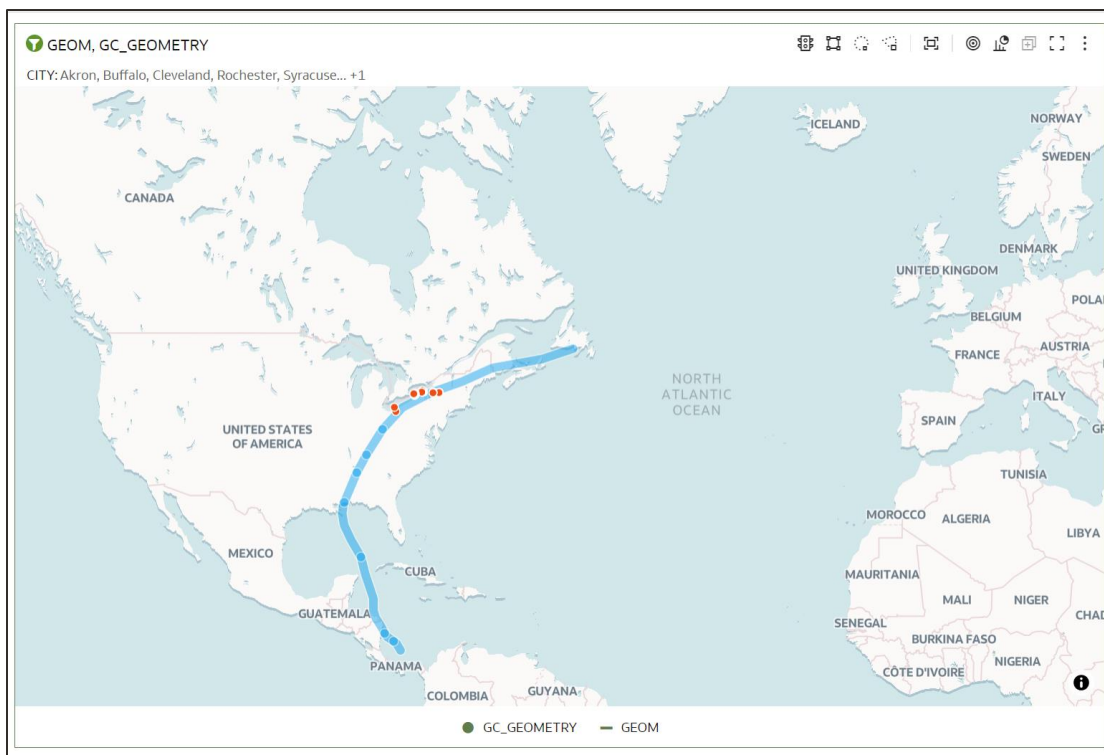 GEOM, GC_GEOMETRY
CITY: Akron, Buffalo, Cleveland, Rochester, Syracuse... +1
ICELAND
NORWAY
SWEDEN
CANADA
DENMARK
UNITED KINGDOM
POLA
BELGIUM
AUSTRIA
FRANCE
NORTH
ATLANTIC
OCEAN
ITALY
SPAIN
GR
UNITED STATES
OF AMERICA
TUNISIA
MOROCCO
ALGERIA
LIBYA
MEXICO
CUBA
MAURITANIA
MALI
NIGER
CHAD
GUATEMALA
SENEGAL
BURKINA FASO
PANAMA
NIGERIA
CÔTE D'IVOIRE
COLOMBIA
GUYANA
GC_GEOMETRY
GEOM